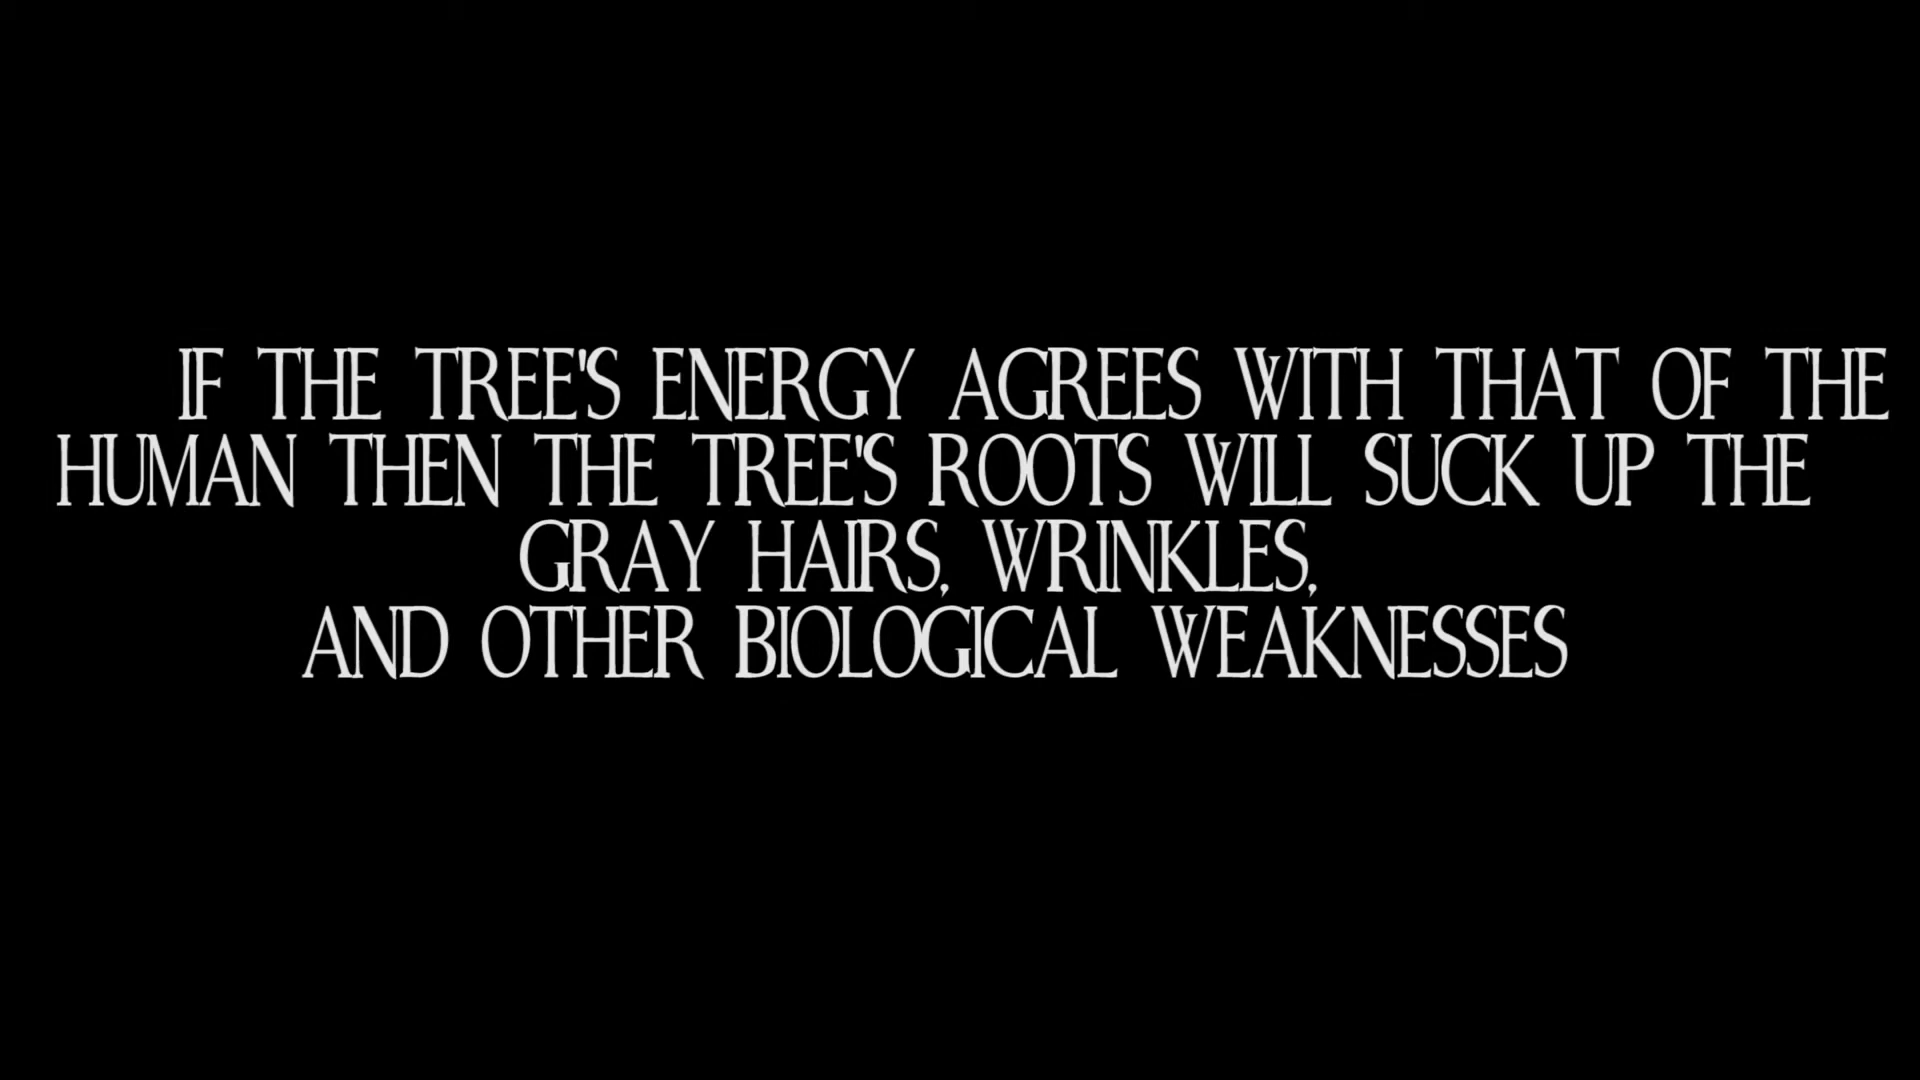 IF THE TREE'S ENERGY AGREES WITH THAT OF THE
HUMAN THEN THE TREE'S ROOTS WILL SUCK UP THE
GRAY HAIRS, WRINKLES,
AND OTHER BIOLOGICAL WEAKNESSES